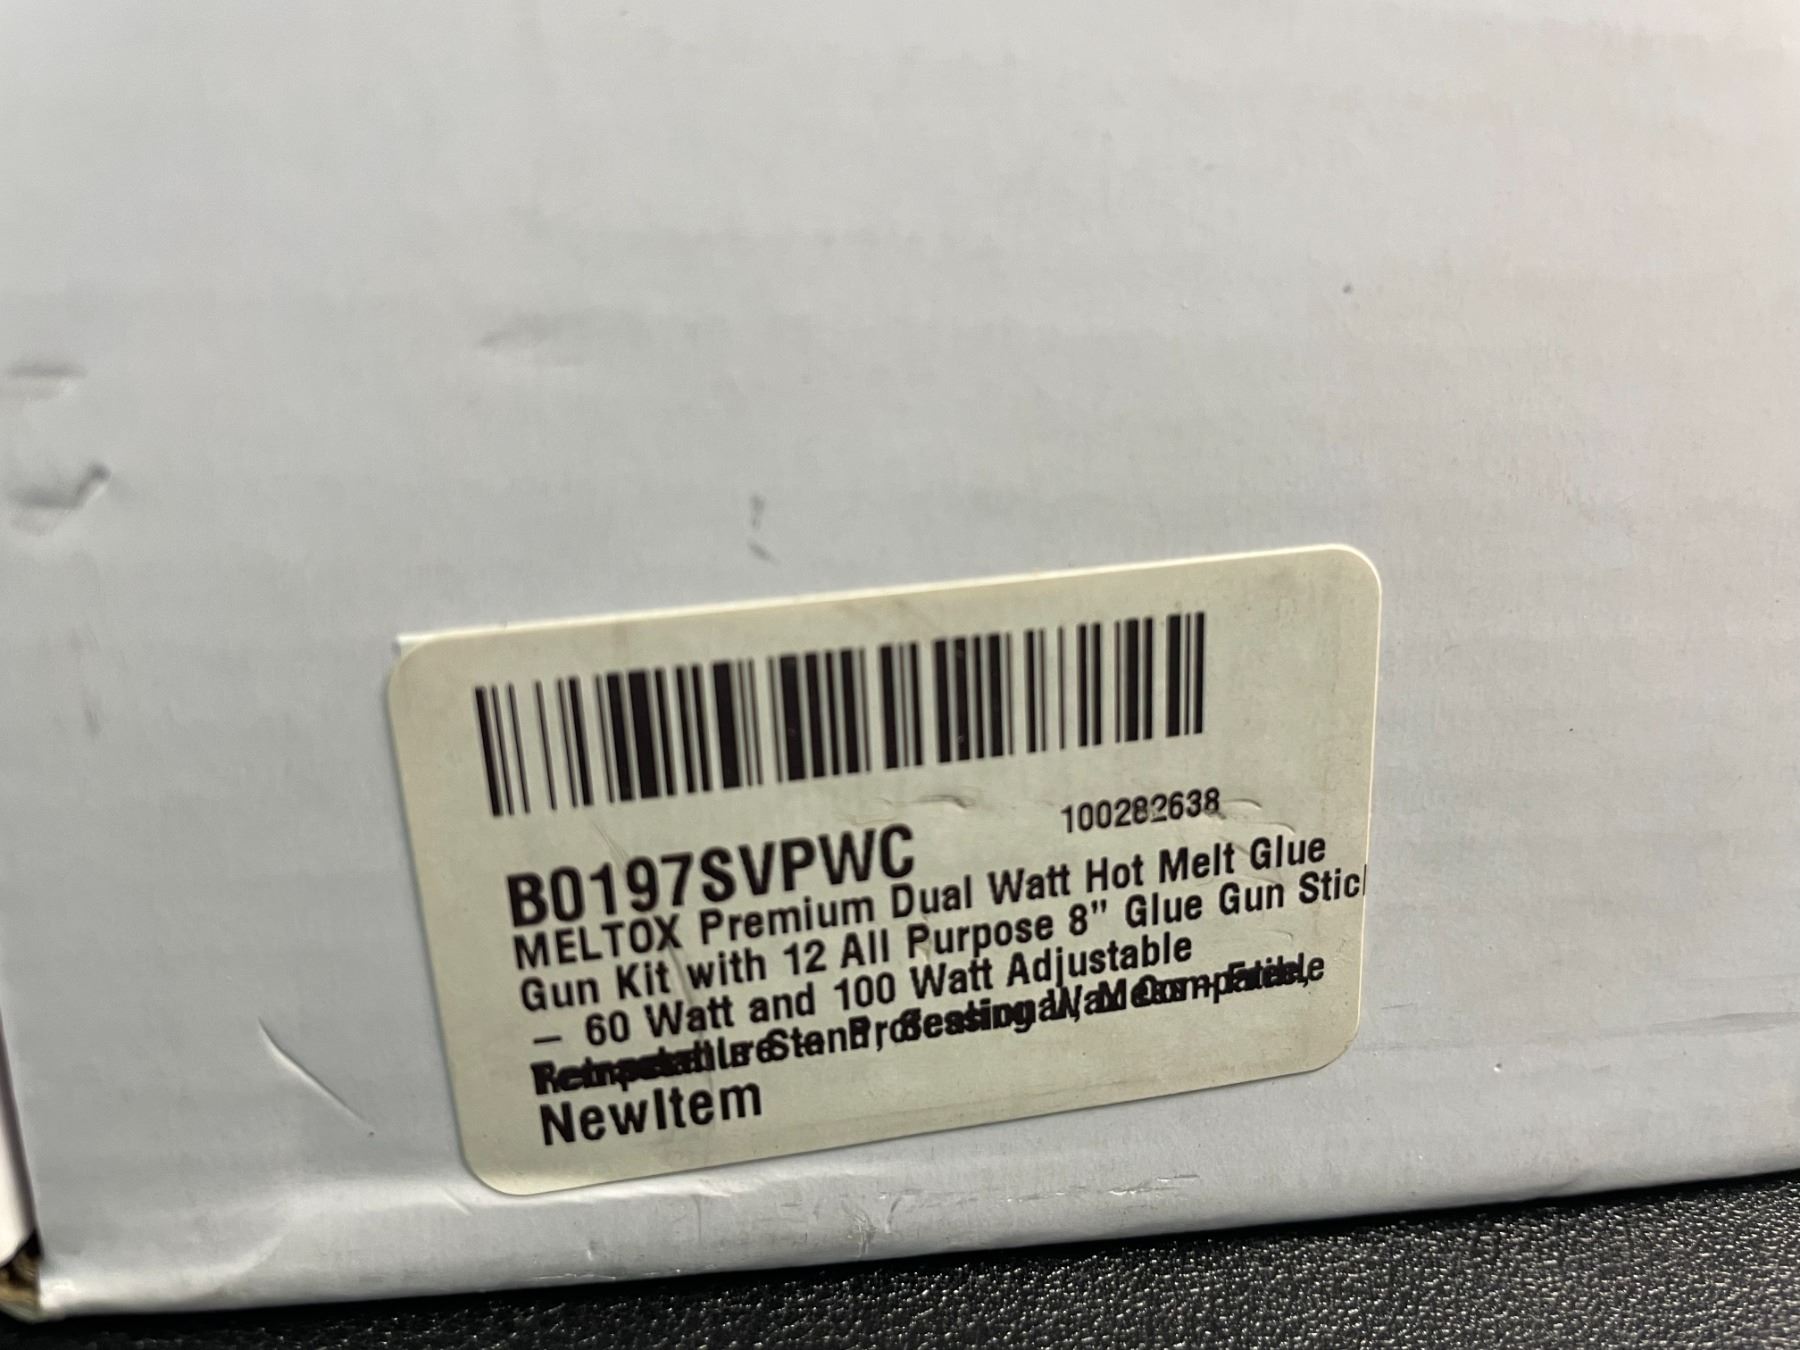 100282638
B0197SVPWC
MELTOX Premium Dual Watt Hot Melt Glue
Gun Kit with 12 All Purpose 8” Glue Gun Stic
– 60 Watt and 100 Watt Adjustable
NewItem